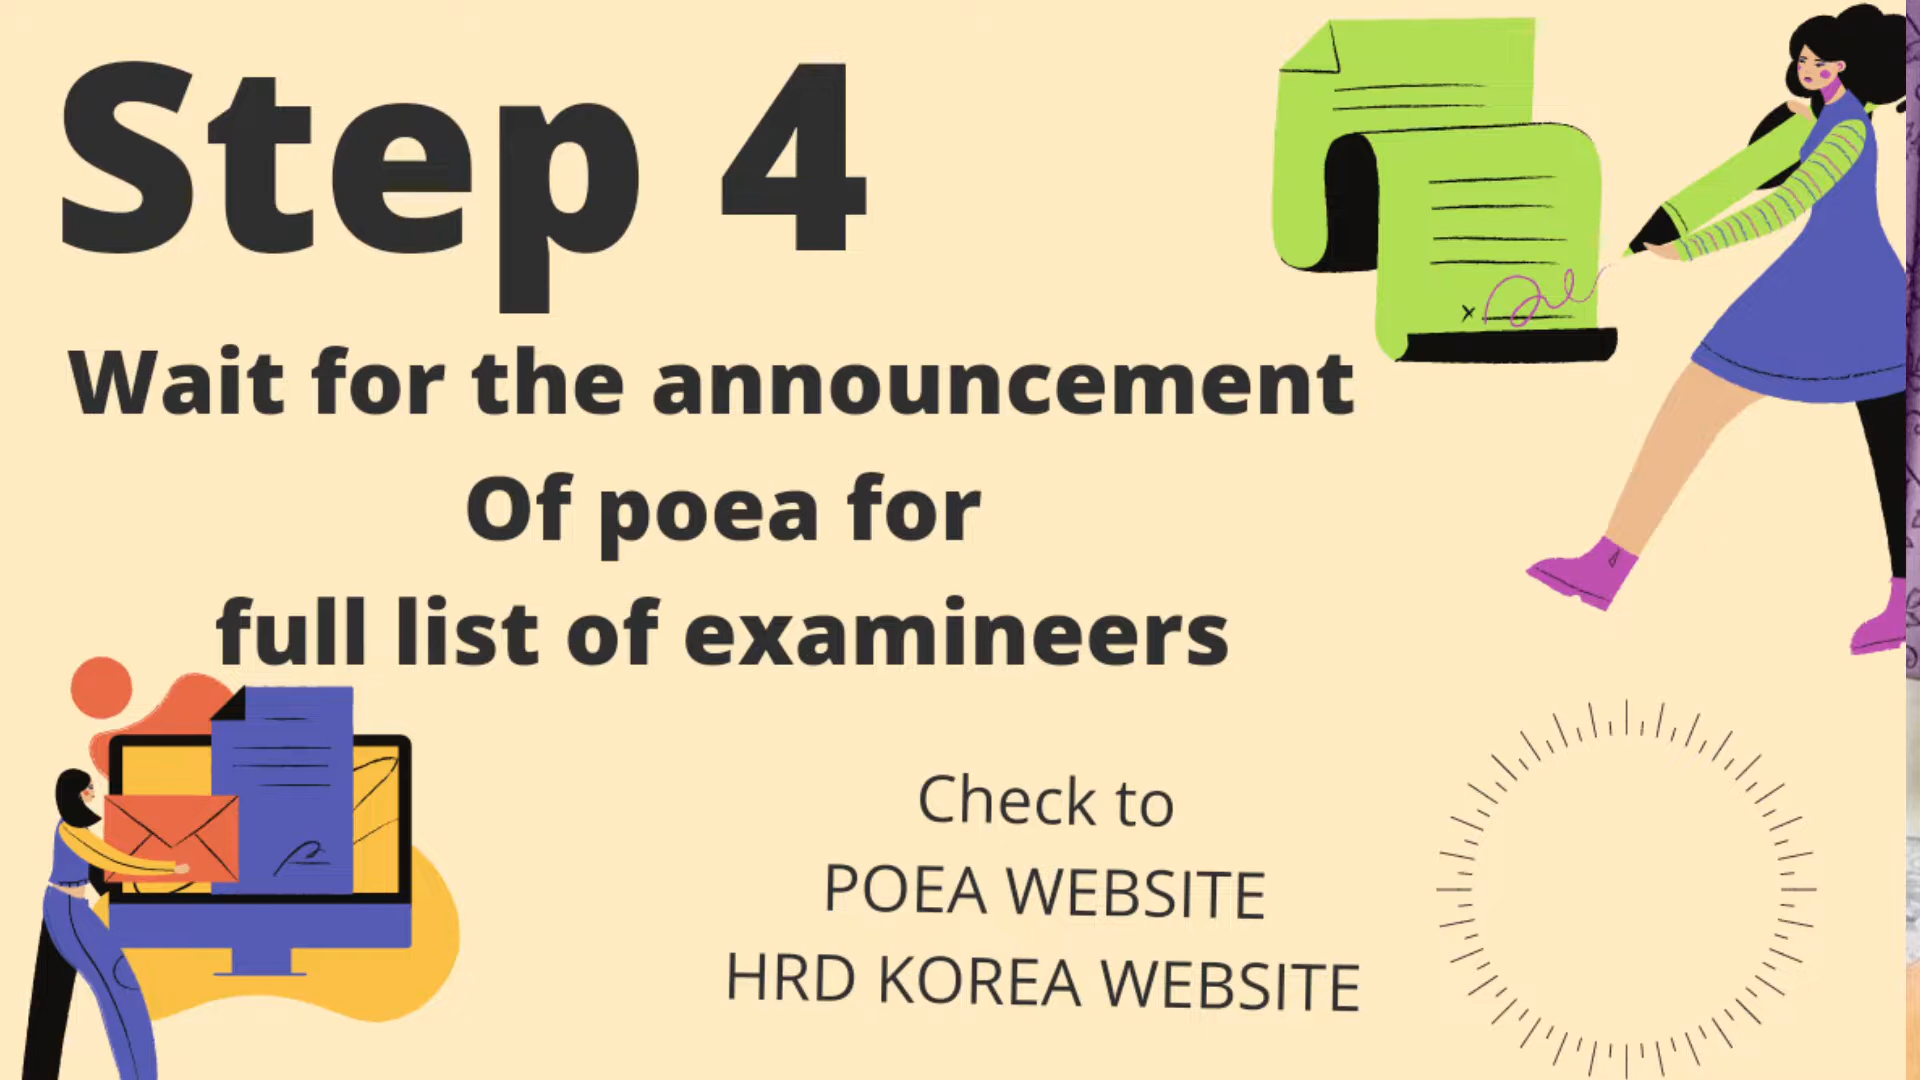 Step 4
Wait for the announcement
Of poea for
full list of examineers
Check to
POEA WEBSITE
HRD KOREA WEBSITE